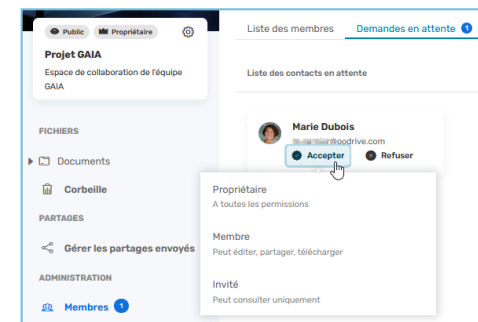 Public Propriétaire
Projet GAIA
Espace de collaboration de l'équipe
GAIA
FICHIERS
Documents
Corbeille
PARTAGES
Gérer les partages envoyés
ADMINISTRATION
Membres 1
Liste des membres Demandes en attente 1
Liste des contacts en attente
Marie Dubois
@oodrive.com
Accepter Refuser
Propriétaire
A toutes les permissions
Membre
Peut éditer, partager, télécharger
Invité
Peut consulter uniquement